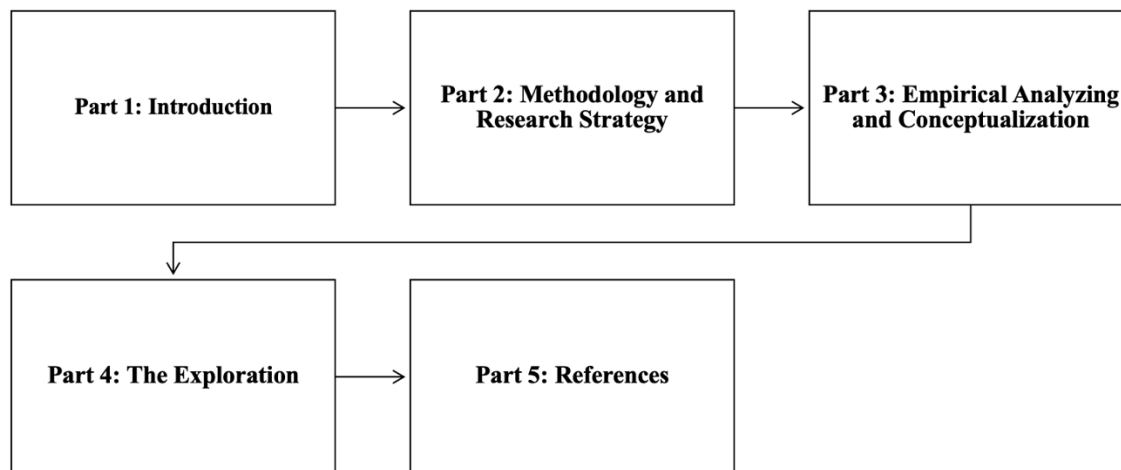 Part 1: Introduction
Part 2: Methodology and
Research Strategy
Part 3: Empirical Analyzing
and Conceptualization
Part 4: The Exploration
Part 5: References